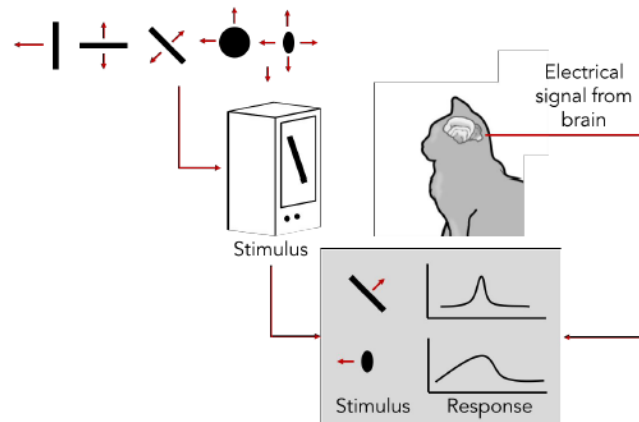 Electrical
signal from
brain
Stimulus
Stimulus
Response